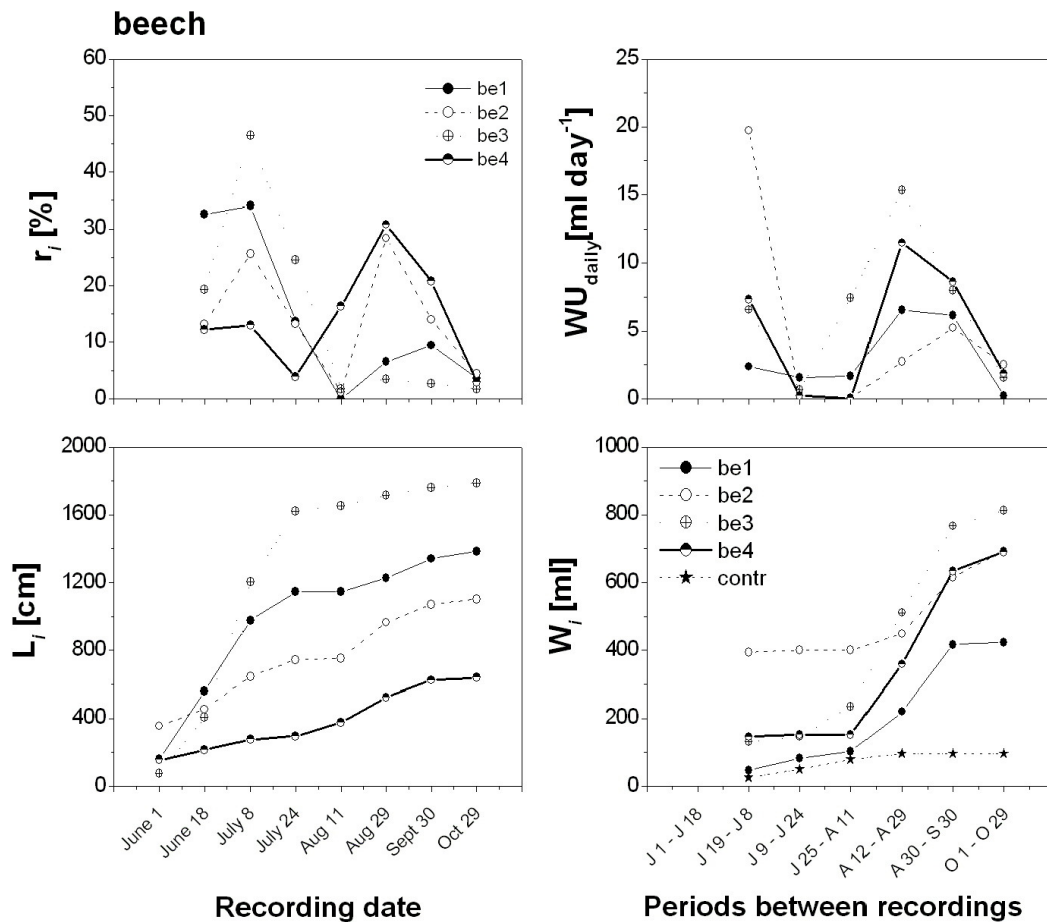 beech
r_i [%]
60
50
40
30
20
10
0
be1
be2
be3
be4
WU_daily [ml day^-1]
25
20
15
10
5
0
L_i [cm]
2000
1600
1200
800
400
0
June 1
June 18
July 8
July 24
Aug 11
Aug 29
Sept 30
Oct 29
Recording date
W_i [ml]
1000
800
600
400
200
0
be1
be2
be3
be4
contr
J 1 - J 18
J 19 - J 8
J 9 - J 24
J 25 - A 11
A 12 - A 29
A 30 - S 30
O 1 - O 29
Periods between recordings